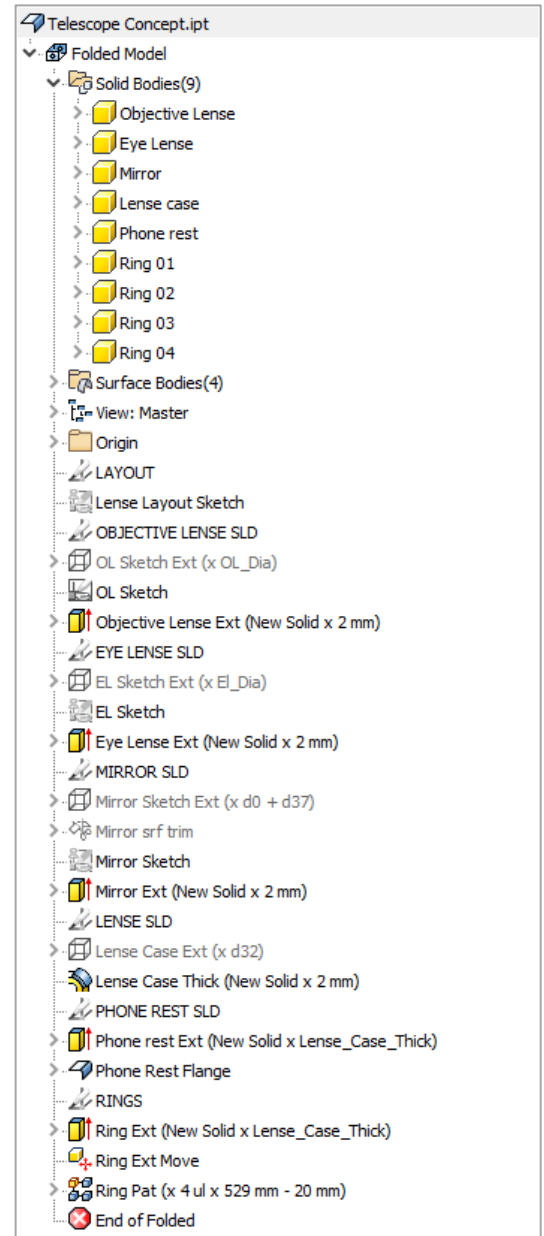 Telescope Concept.ipt
Folded Model
Solid Bodies(9)
Objective Lense
Eye Lense
Mirror
Lense case
Phone rest
Ring 01
Ring 02
Ring 03
Ring 04
Surface Bodies(4)
View: Master
Origin
LAYOUT
Lense Layout Sketch
OBJECTIVE LENSE SLD
OL Sketch Ext (x OL_Dia)
OL Sketch
Objective Lense Ext (New Solid x 2 mm)
EYE LENSE SLD
EL Sketch Ext (x El_Dia)
EL Sketch
Eye Lense Ext (New Solid x 2 mm)
MIRROR SLD
Mirror Sketch Ext (x d0 + d37)
Mirror srf trim
Mirror Sketch
Mirror Ext (New Solid x 2 mm)
LENSE SLD
Lense Case Ext (x d32)
Lense Case Thick (New Solid x 2 mm)
PHONE REST SLD
Phone rest Ext (New Solid x Lense_Case_Thick)
Phone Rest Flange
RINGS
Ring Ext (New Solid x Lense_Case_Thick)
Ring Ext Move
Ring Pat (x 4 ul x 529 mm - 20 mm)
End of Folded